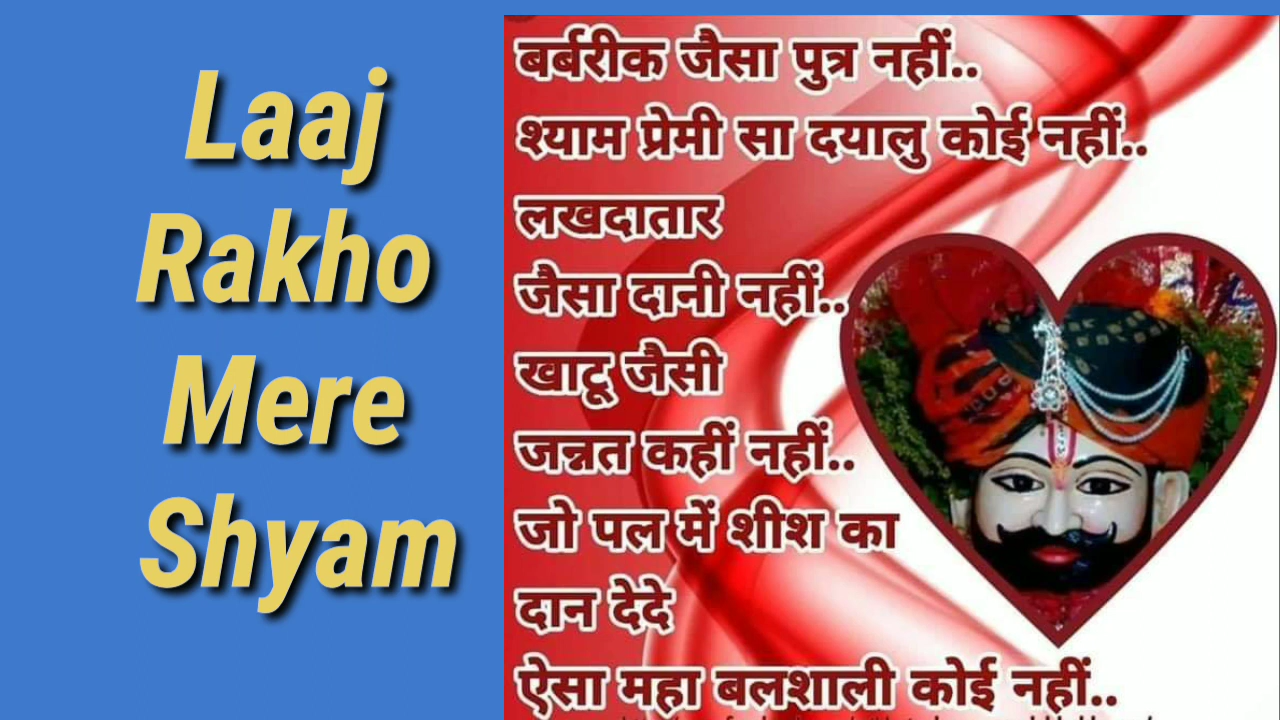 Laaj
Rakho
Mere
Shyam
बर्बरीक जैसा पुत्र नहीं..
श्याम प्रेमी सा दयालु कोई नहीं..
लखदातार
जैसा दानी नहीं..
खाटू जैसी
जन्नत कहीं नहीं..
जो पल में शीश का
दान देदे
ऐसा महा बलशाली कोई नहीं..